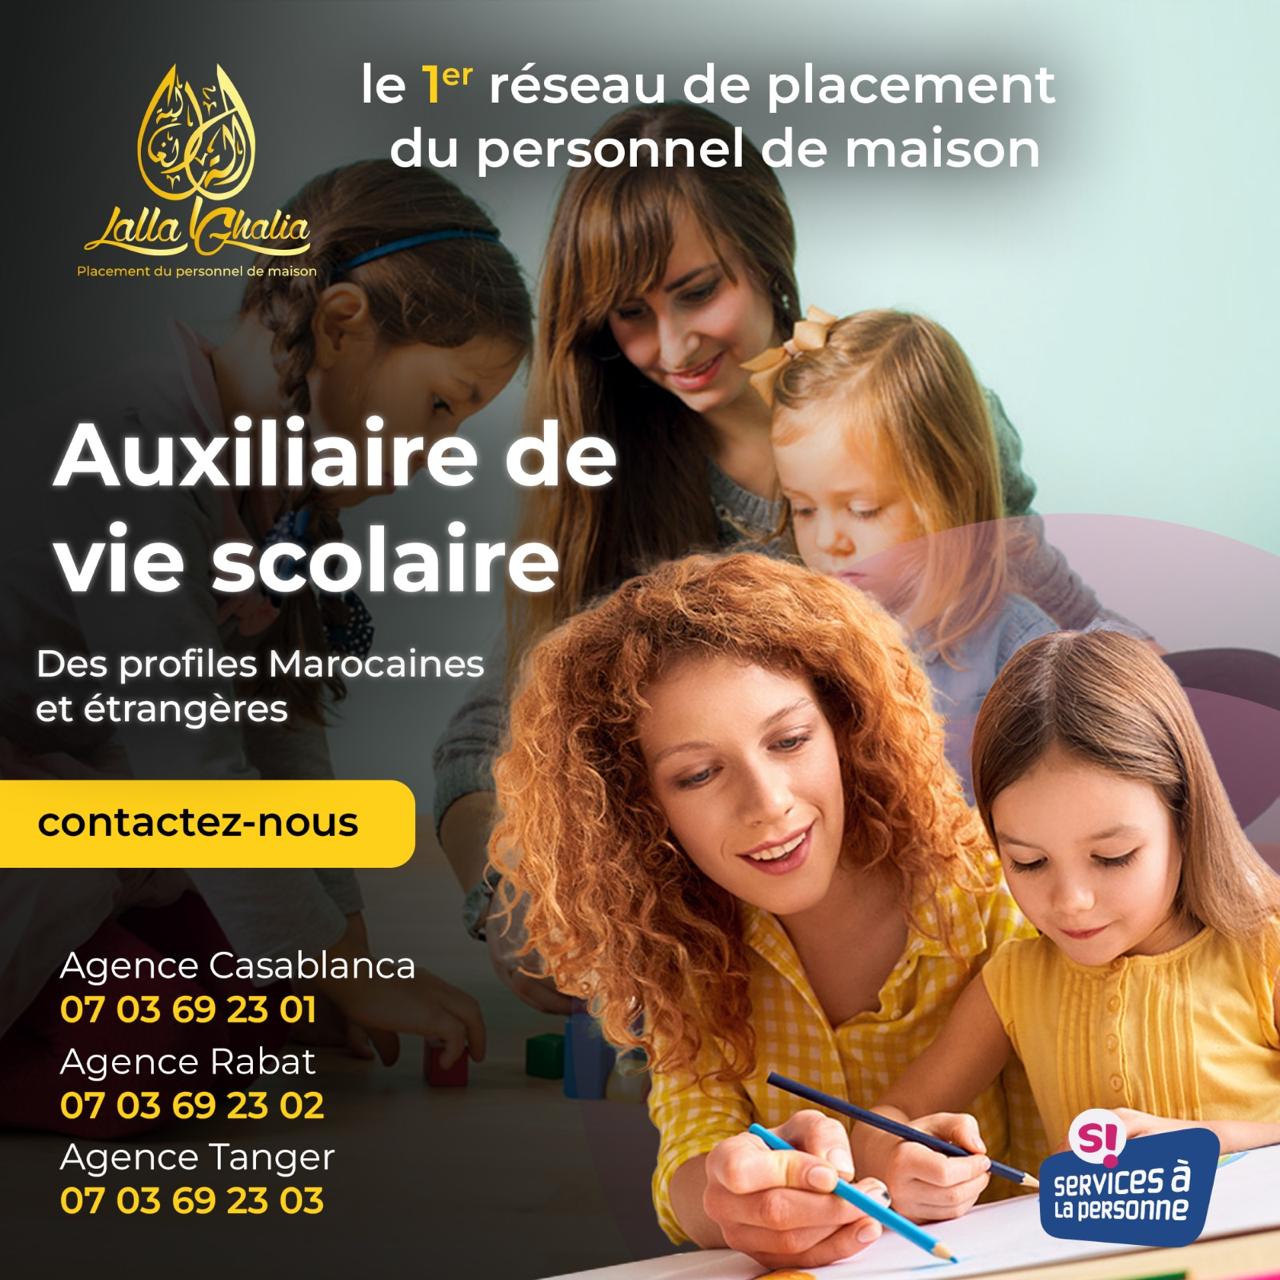 le 1er réseau de placement
du personnel de maison
Lalla Ghalia
Placement du personnel de maison
Auxiliaire de
vie scolaire
Des profiles Marocaines
et étrangères
contactez-nous
Agence Casablanca
07 03 69 23 01
Agence Rabat
07 03 69 23 02
Agence Tanger
07 03 69 23 03
S!
services à
La personne